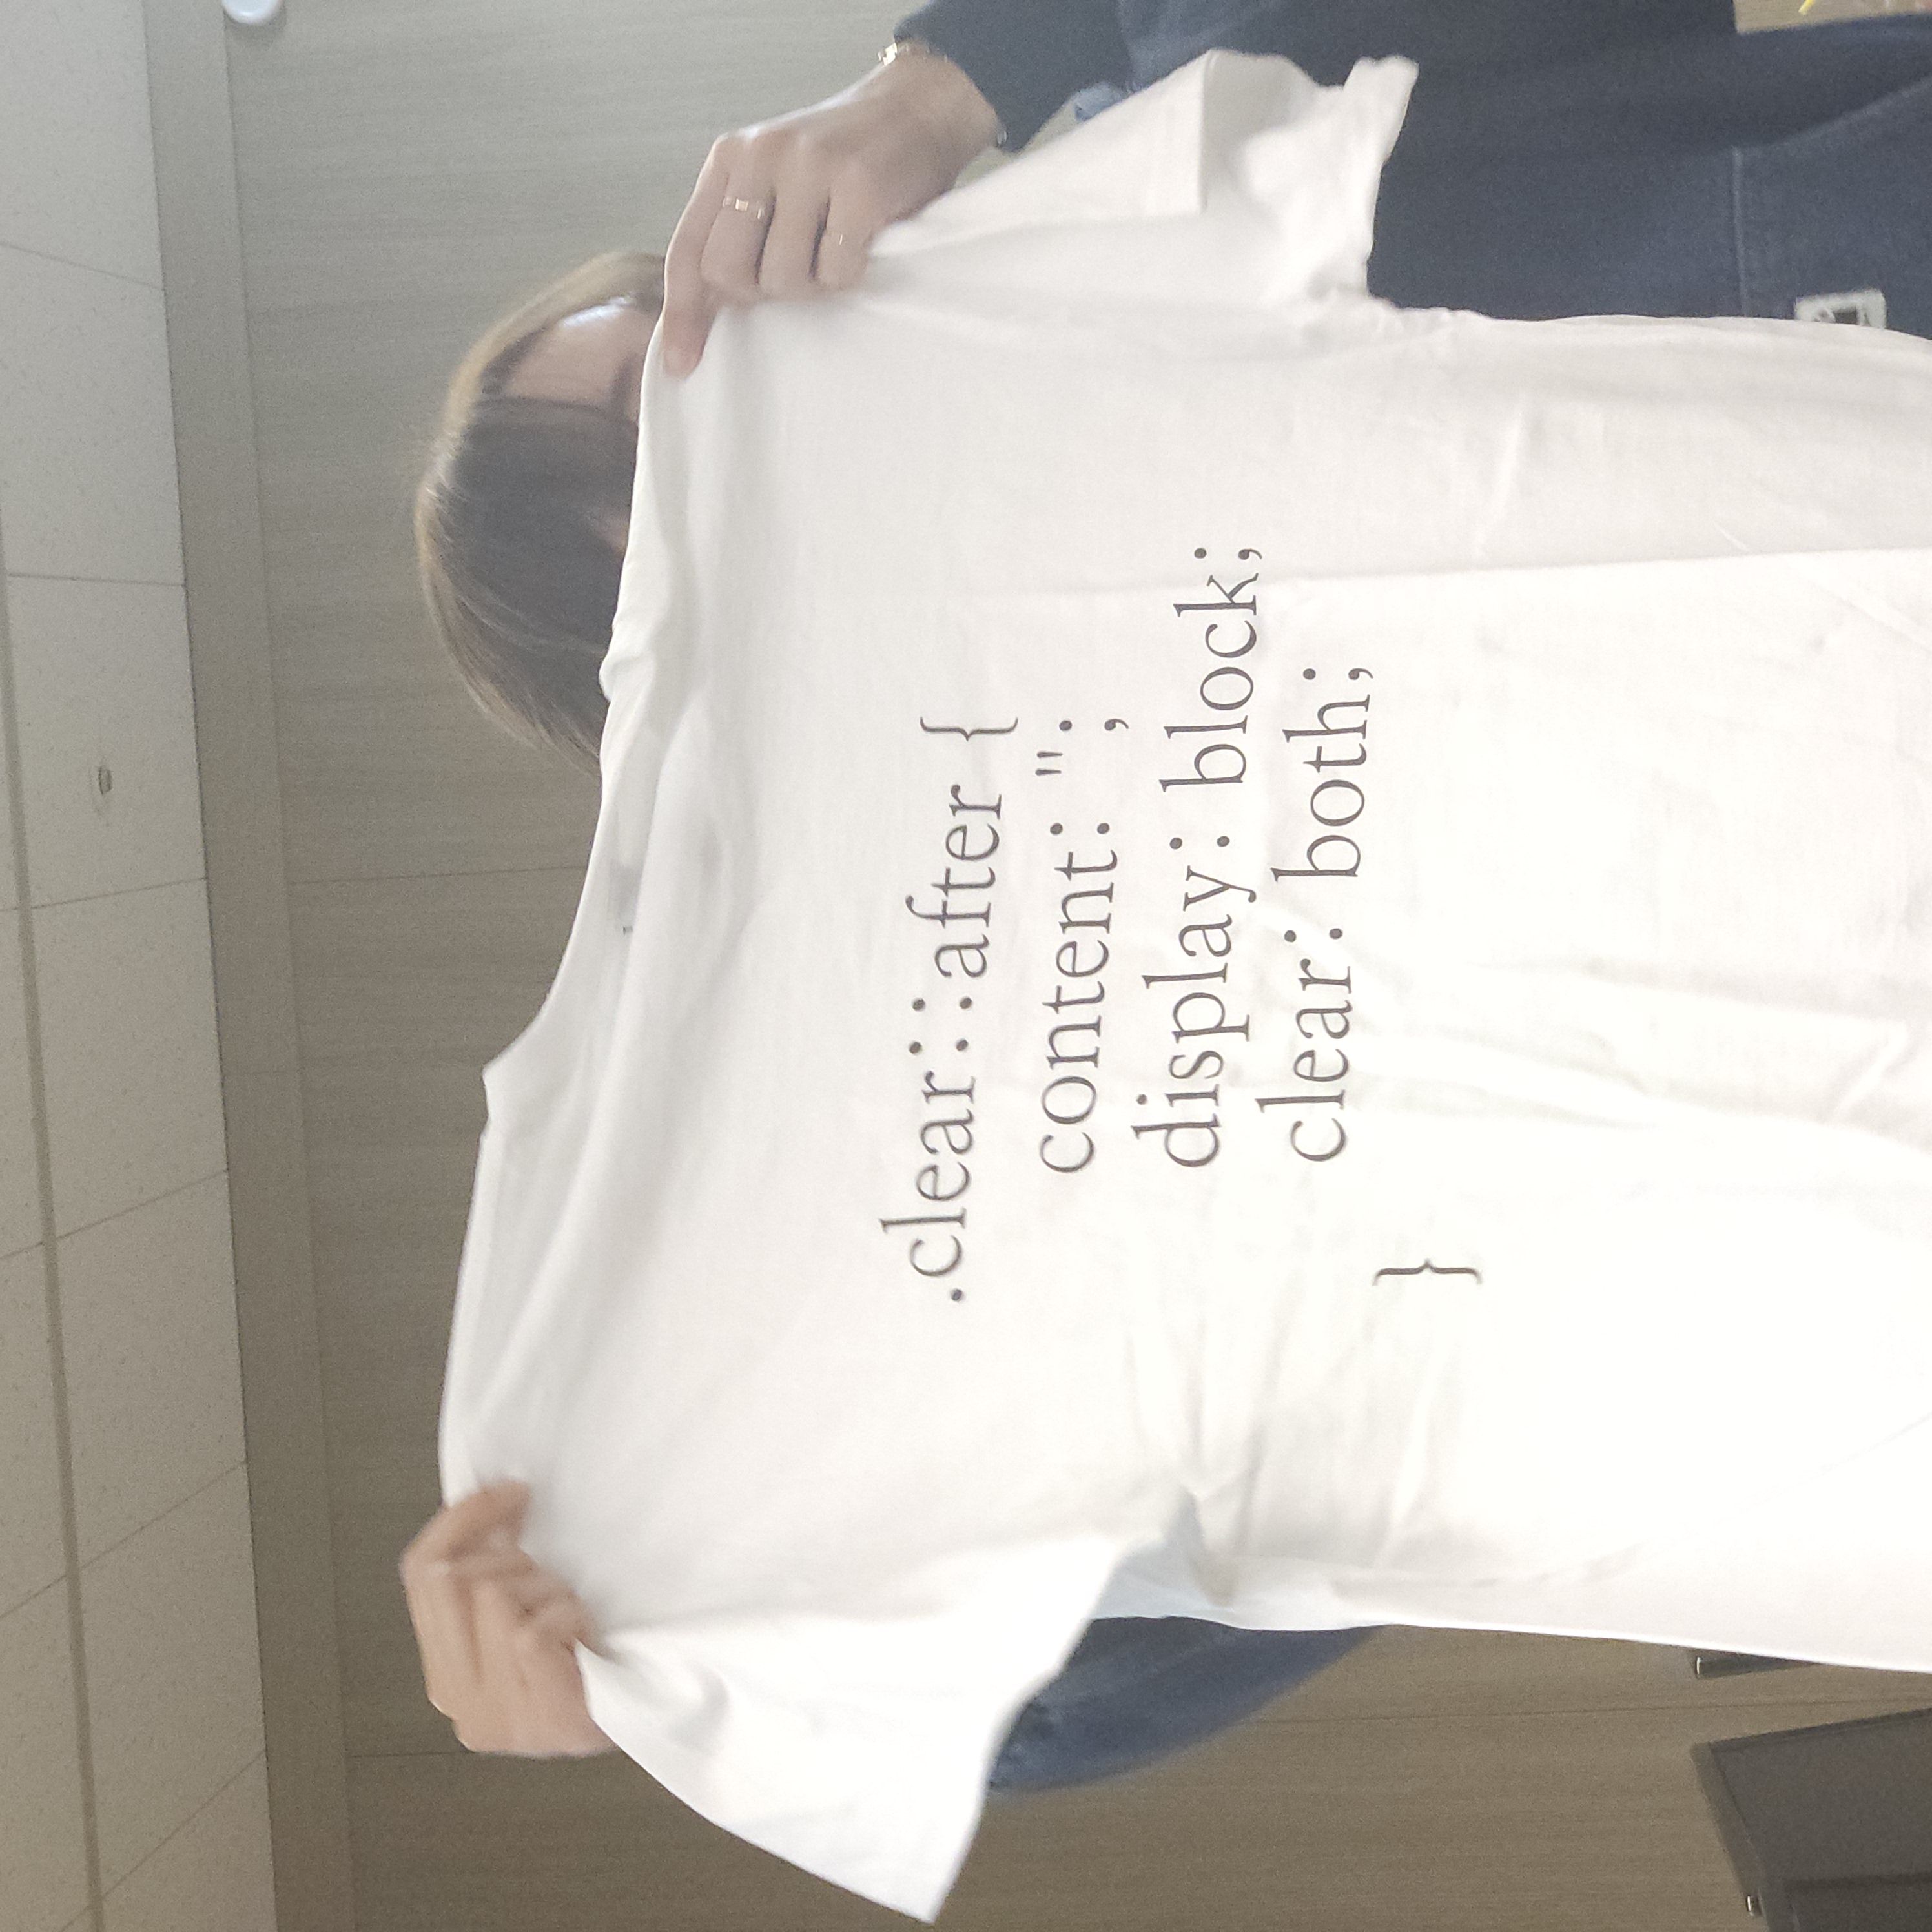 .clear::after {
content: '';
display: block;
clear: both;
}